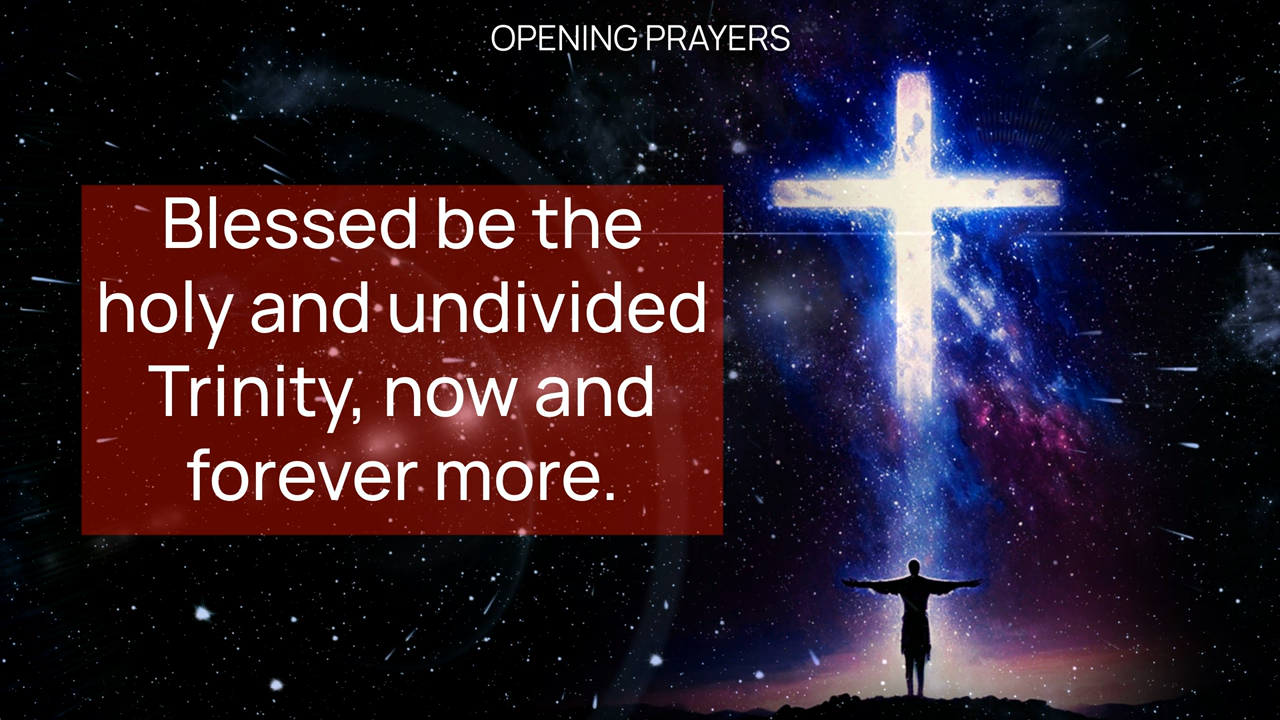 OPENING PRAYERS
Blessed be the
holy and undivided
Trinity, now and
forever more.